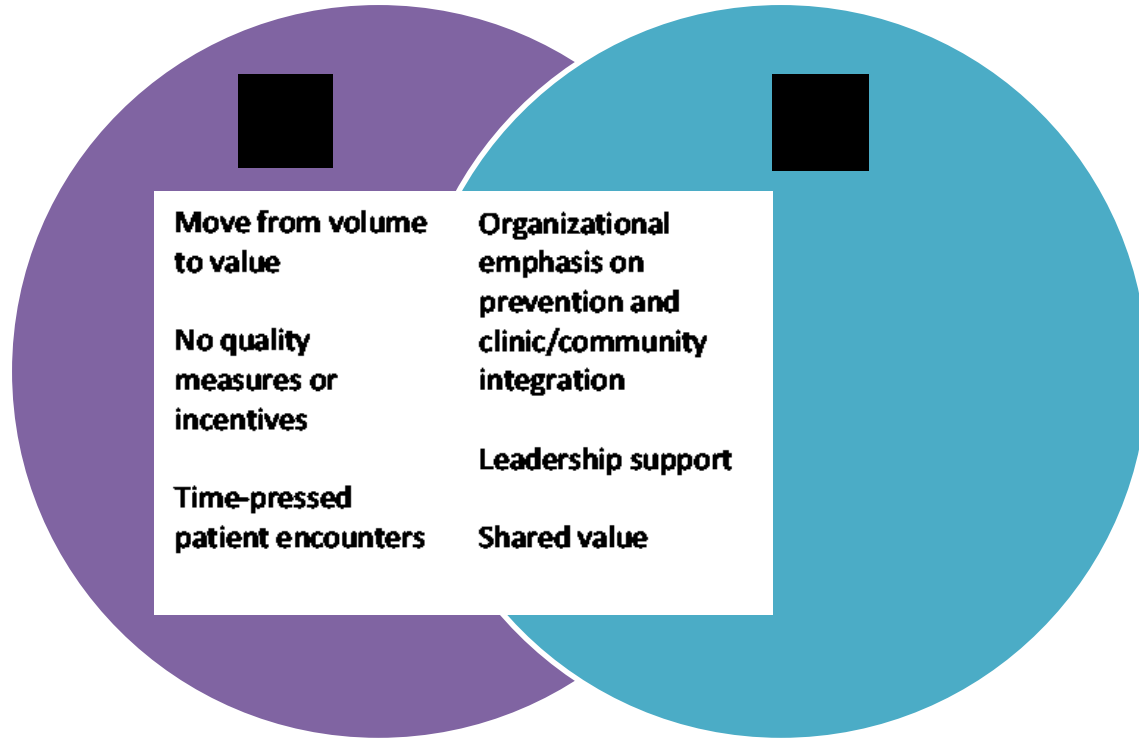 Move from volume
to value
No quality
measures or
incentives
Time-pressed
patient encounters
Organizational
emphasis on
prevention and
clinic/community
integration
Leadership support
Shared value